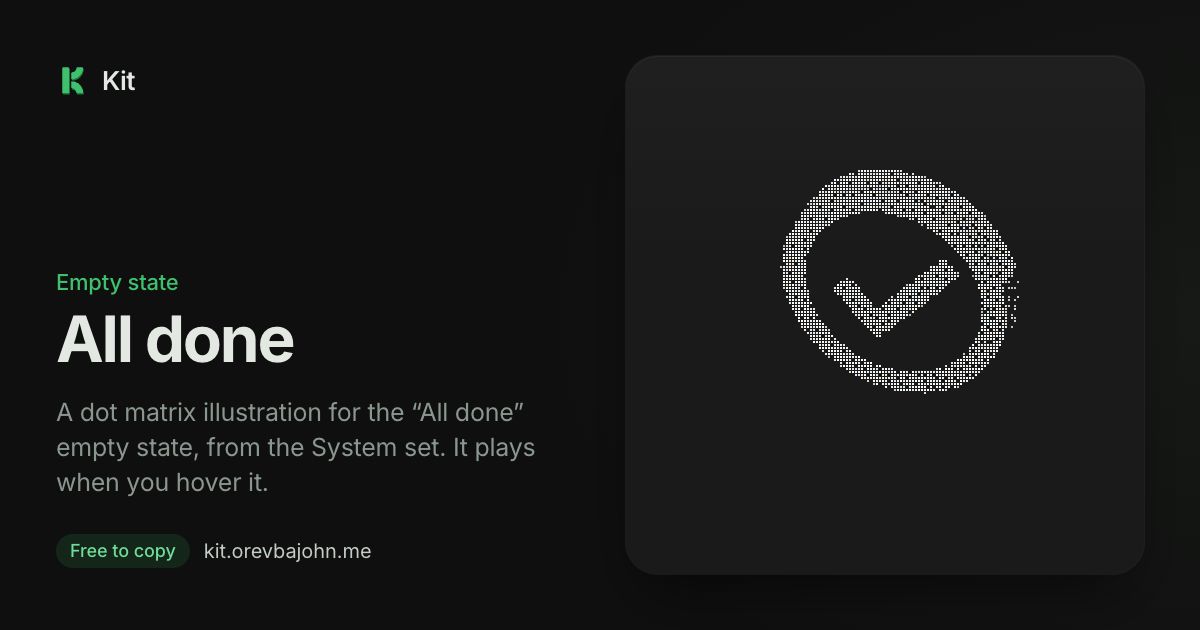 Kit
Empty state
All done
A dot matrix illustration for the “All done”
empty state, from the System set. It plays
when you hover it.
Free to copy
kit.orevbajohn.me